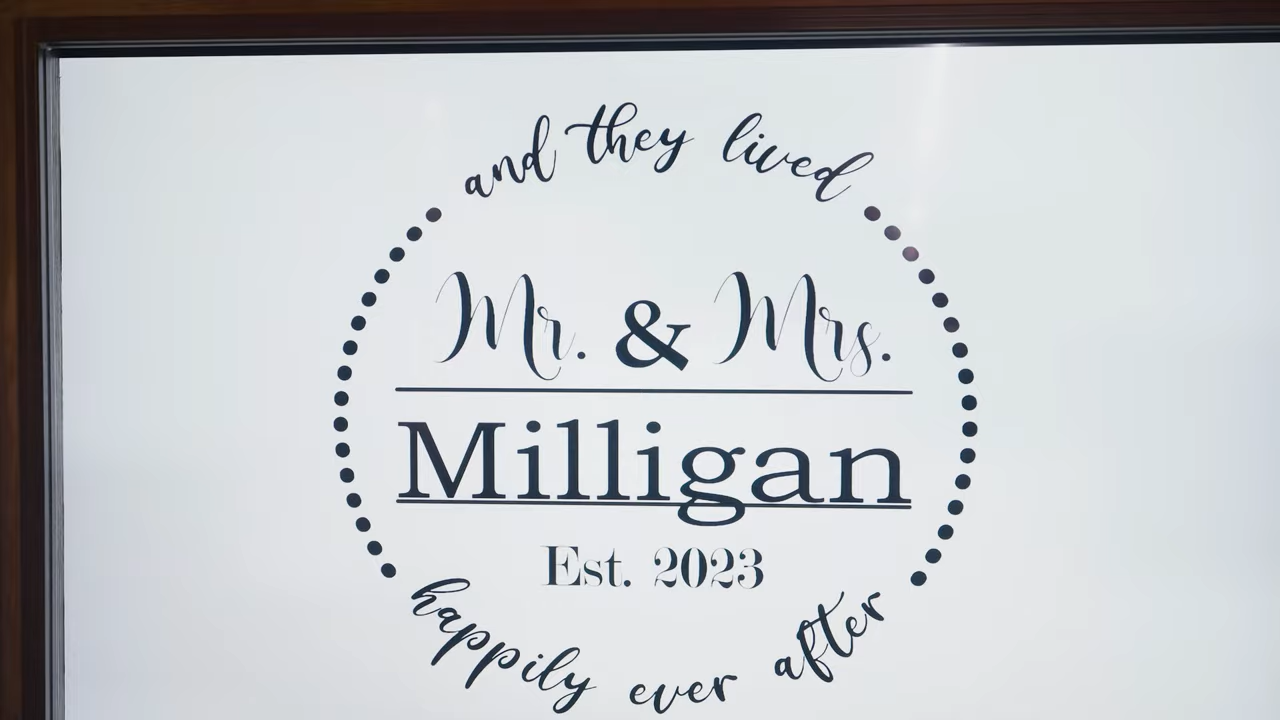 and they lived
Mr. & Mrs.
Milligan
Est. 2023
happily ever after